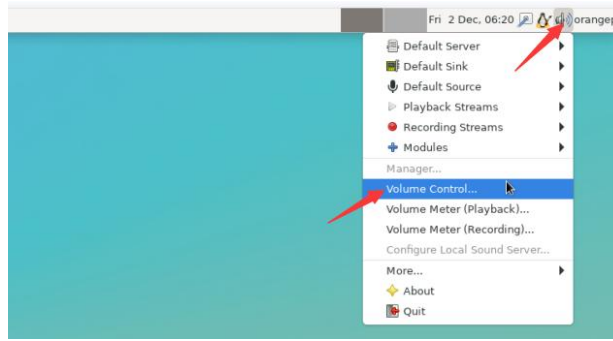 Fri 2 Dec, 06:20 orangep
Default Server
Default Sink
Default Source
Playback Streams
Recording Streams
Modules
Manager...
Volume Control...
Volume Meter (Playback)...
Volume Meter (Recording)...
Configure Local Sound Server...
More...
About
Quit